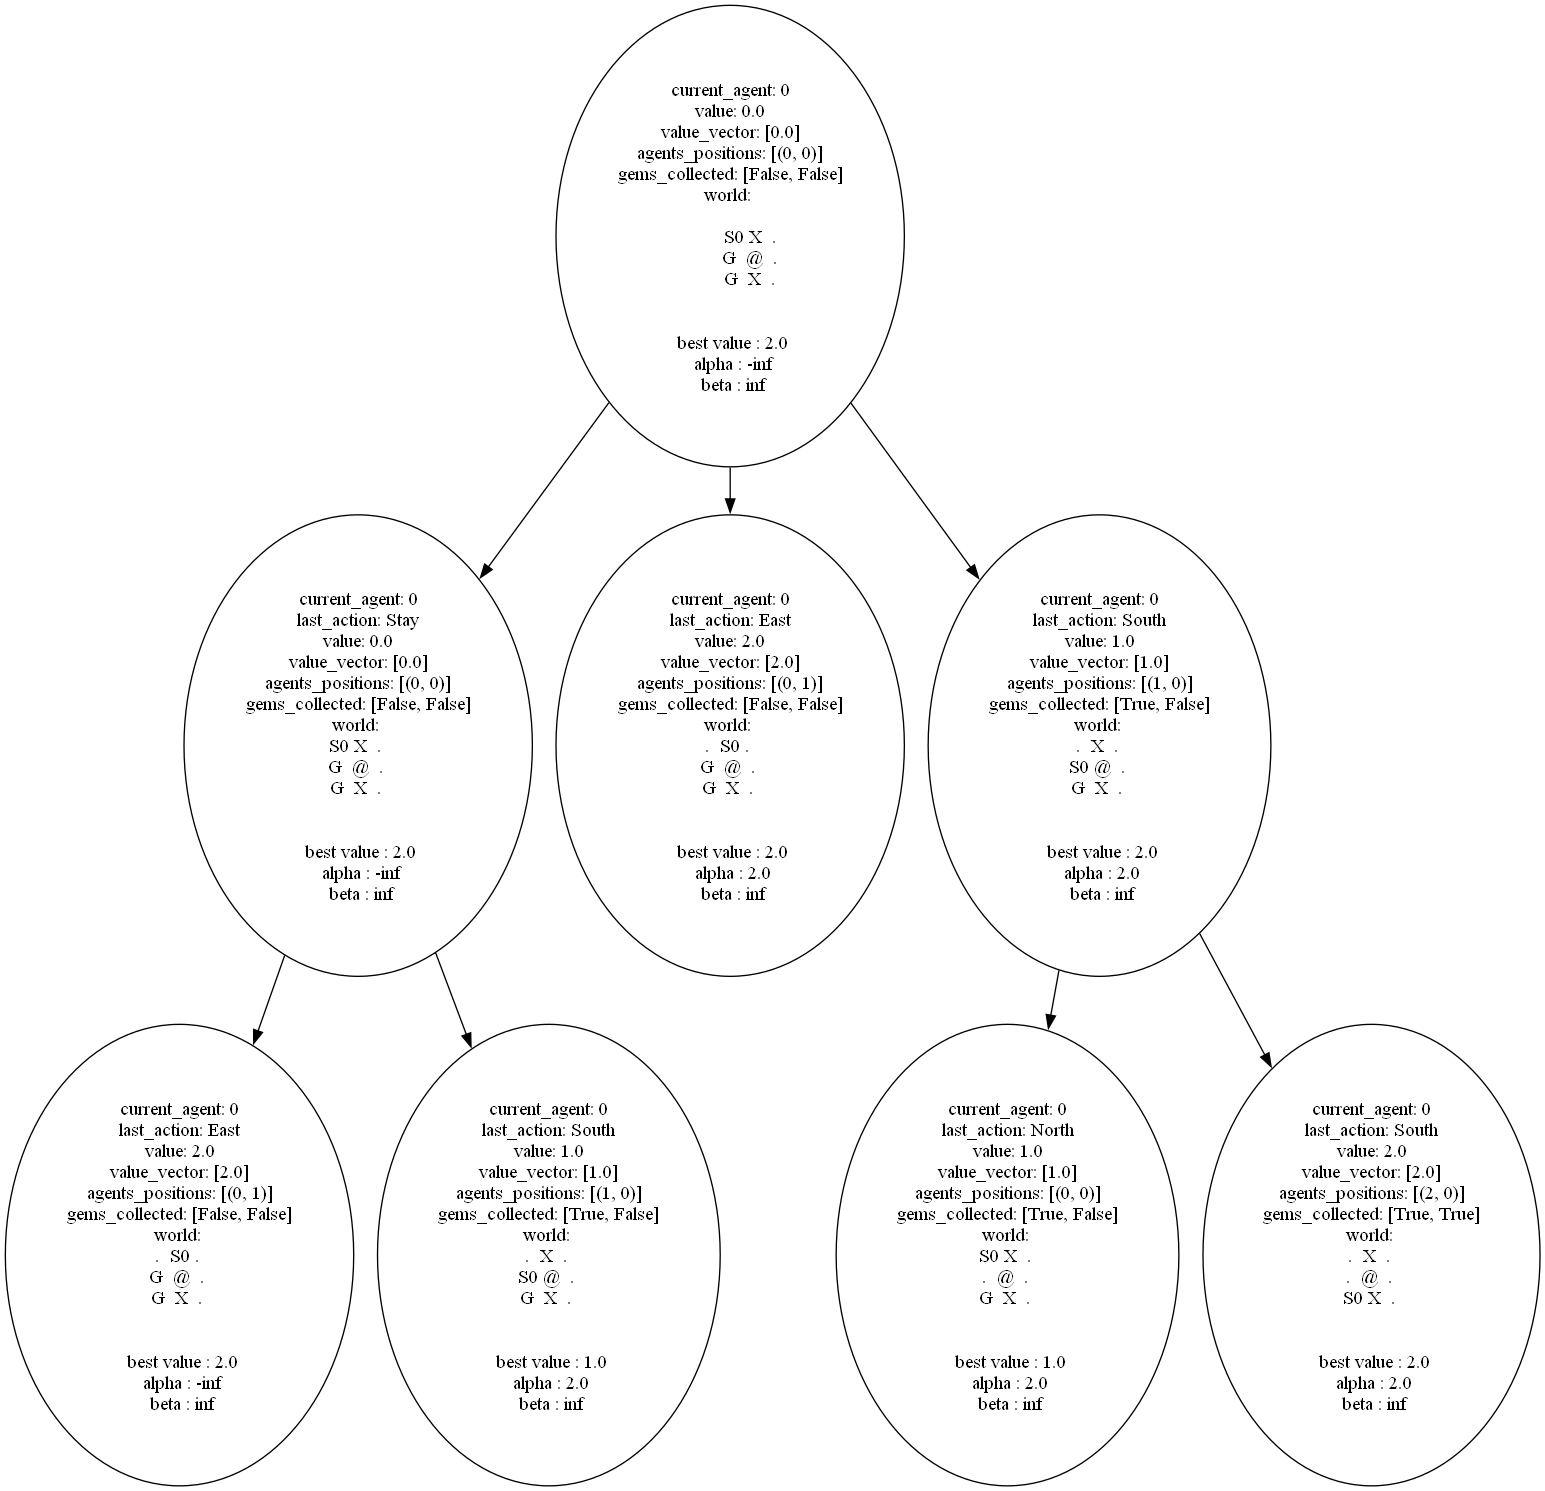 current_agent: 0
value: 0.0
value_vector: [0.0]
agents_positions: [(0, 0)]
gems_collected: [False, False]
world:
S0 X .
G @ .
G X .
best value : 2.0
alpha : -inf
beta : inf
current_agent: 0
last_action: Stay
value: 0.0
value_vector: [0.0]
agents_positions: [(0, 0)]
gems_collected: [False, False]
world:
S0 X .
G @ .
G X .
best value : 2.0
alpha : -inf
beta : inf
current_agent: 0
last_action: East
value: 2.0
value_vector: [2.0]
agents_positions: [(0, 1)]
gems_collected: [False, False]
world:
. S0 .
G @ .
G X .
best value : 2.0
alpha : 2.0
beta : inf
current_agent: 0
last_action: South
value: 1.0
value_vector: [1.0]
agents_positions: [(1, 0)]
gems_collected: [True, False]
world:
. X .
S0 @ .
G X .
best value : 2.0
alpha : 2.0
beta : inf
current_agent: 0
last_action: East
value: 2.0
value_vector: [2.0]
agents_positions: [(0, 1)]
gems_collected: [False, False]
world:
. S0 .
G @ .
G X .
best value : 2.0
alpha : -inf
beta : inf
current_agent: 0
last_action: South
value: 1.0
value_vector: [1.0]
agents_positions: [(1, 0)]
gems_collected: [True, False]
world:
. X .
S0 @ .
G X .
best value : 1.0
alpha : 2.0
beta : inf
current_agent: 0
last_action: North
value: 1.0
value_vector: [1.0]
agents_positions: [(0, 0)]
gems_collected: [True, False]
world:
S0 X .
. @ .
G X .
best value : 1.0
alpha : 2.0
beta : inf
current_agent: 0
last_action: South
value: 2.0
value_vector: [2.0]
agents_positions: [(2, 0)]
gems_collected: [True, True]
world:
. X .
. @ .
S0 X .
best value : 2.0
alpha : 2.0
beta : inf